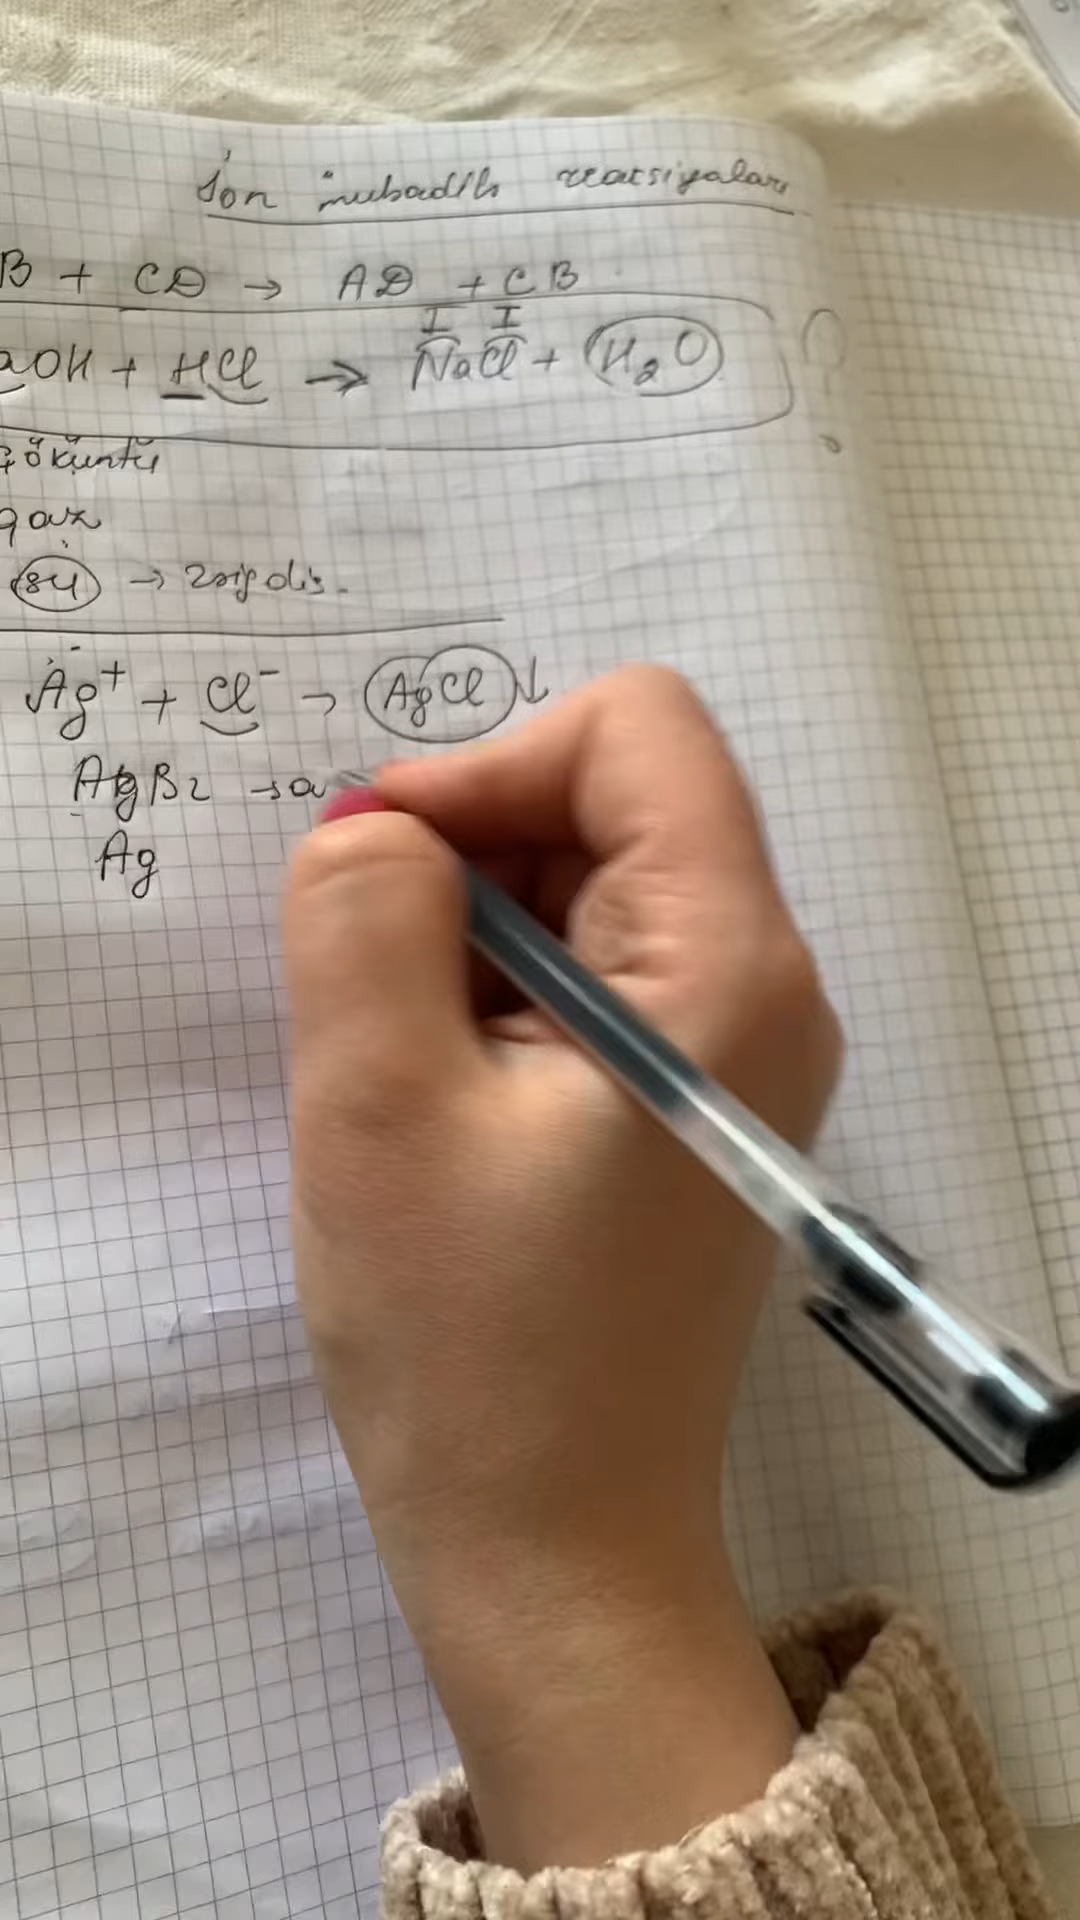 İon mubadilə reaksiyaları
B + CD → AD + CB
aOH + HCl → NaCl + H₂O ?
I I
çöküntü
qaz
su → zəif dis.
Ag⁺ + Cl⁻ → AgCl↓
AgBr → a
Ag